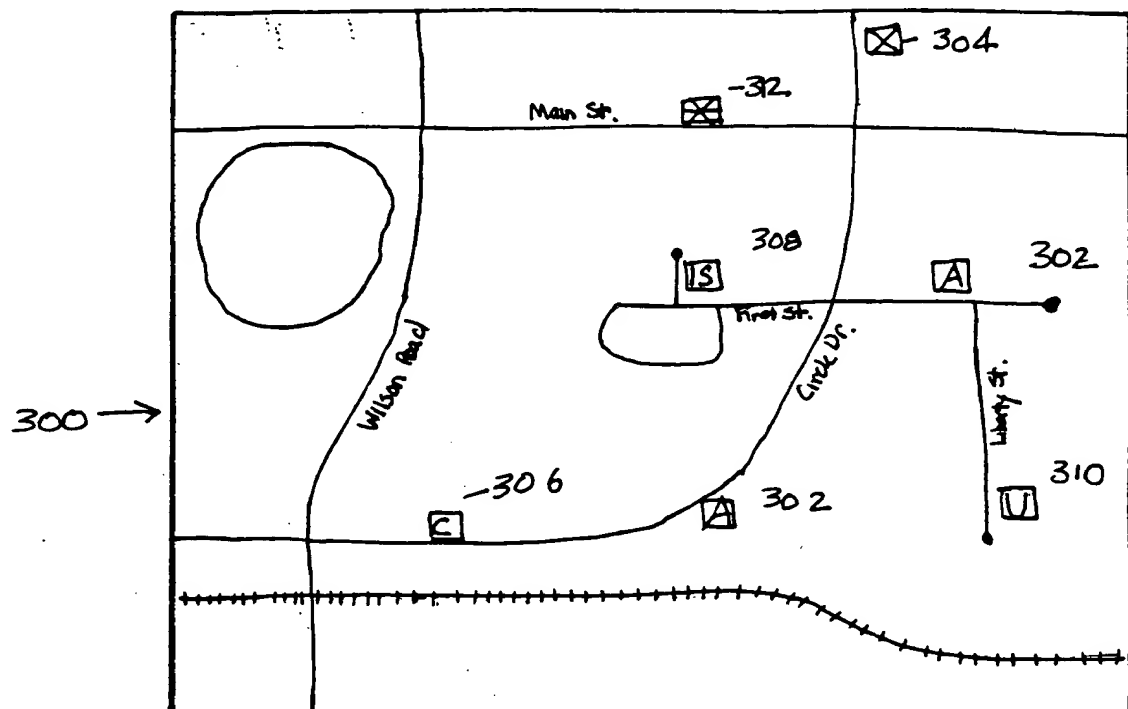 304
312
Main St.
308
302
IS
A
First St.
Circle Dr.
Wilson Road
300
Liberty St.
306
302
310
C
A
U